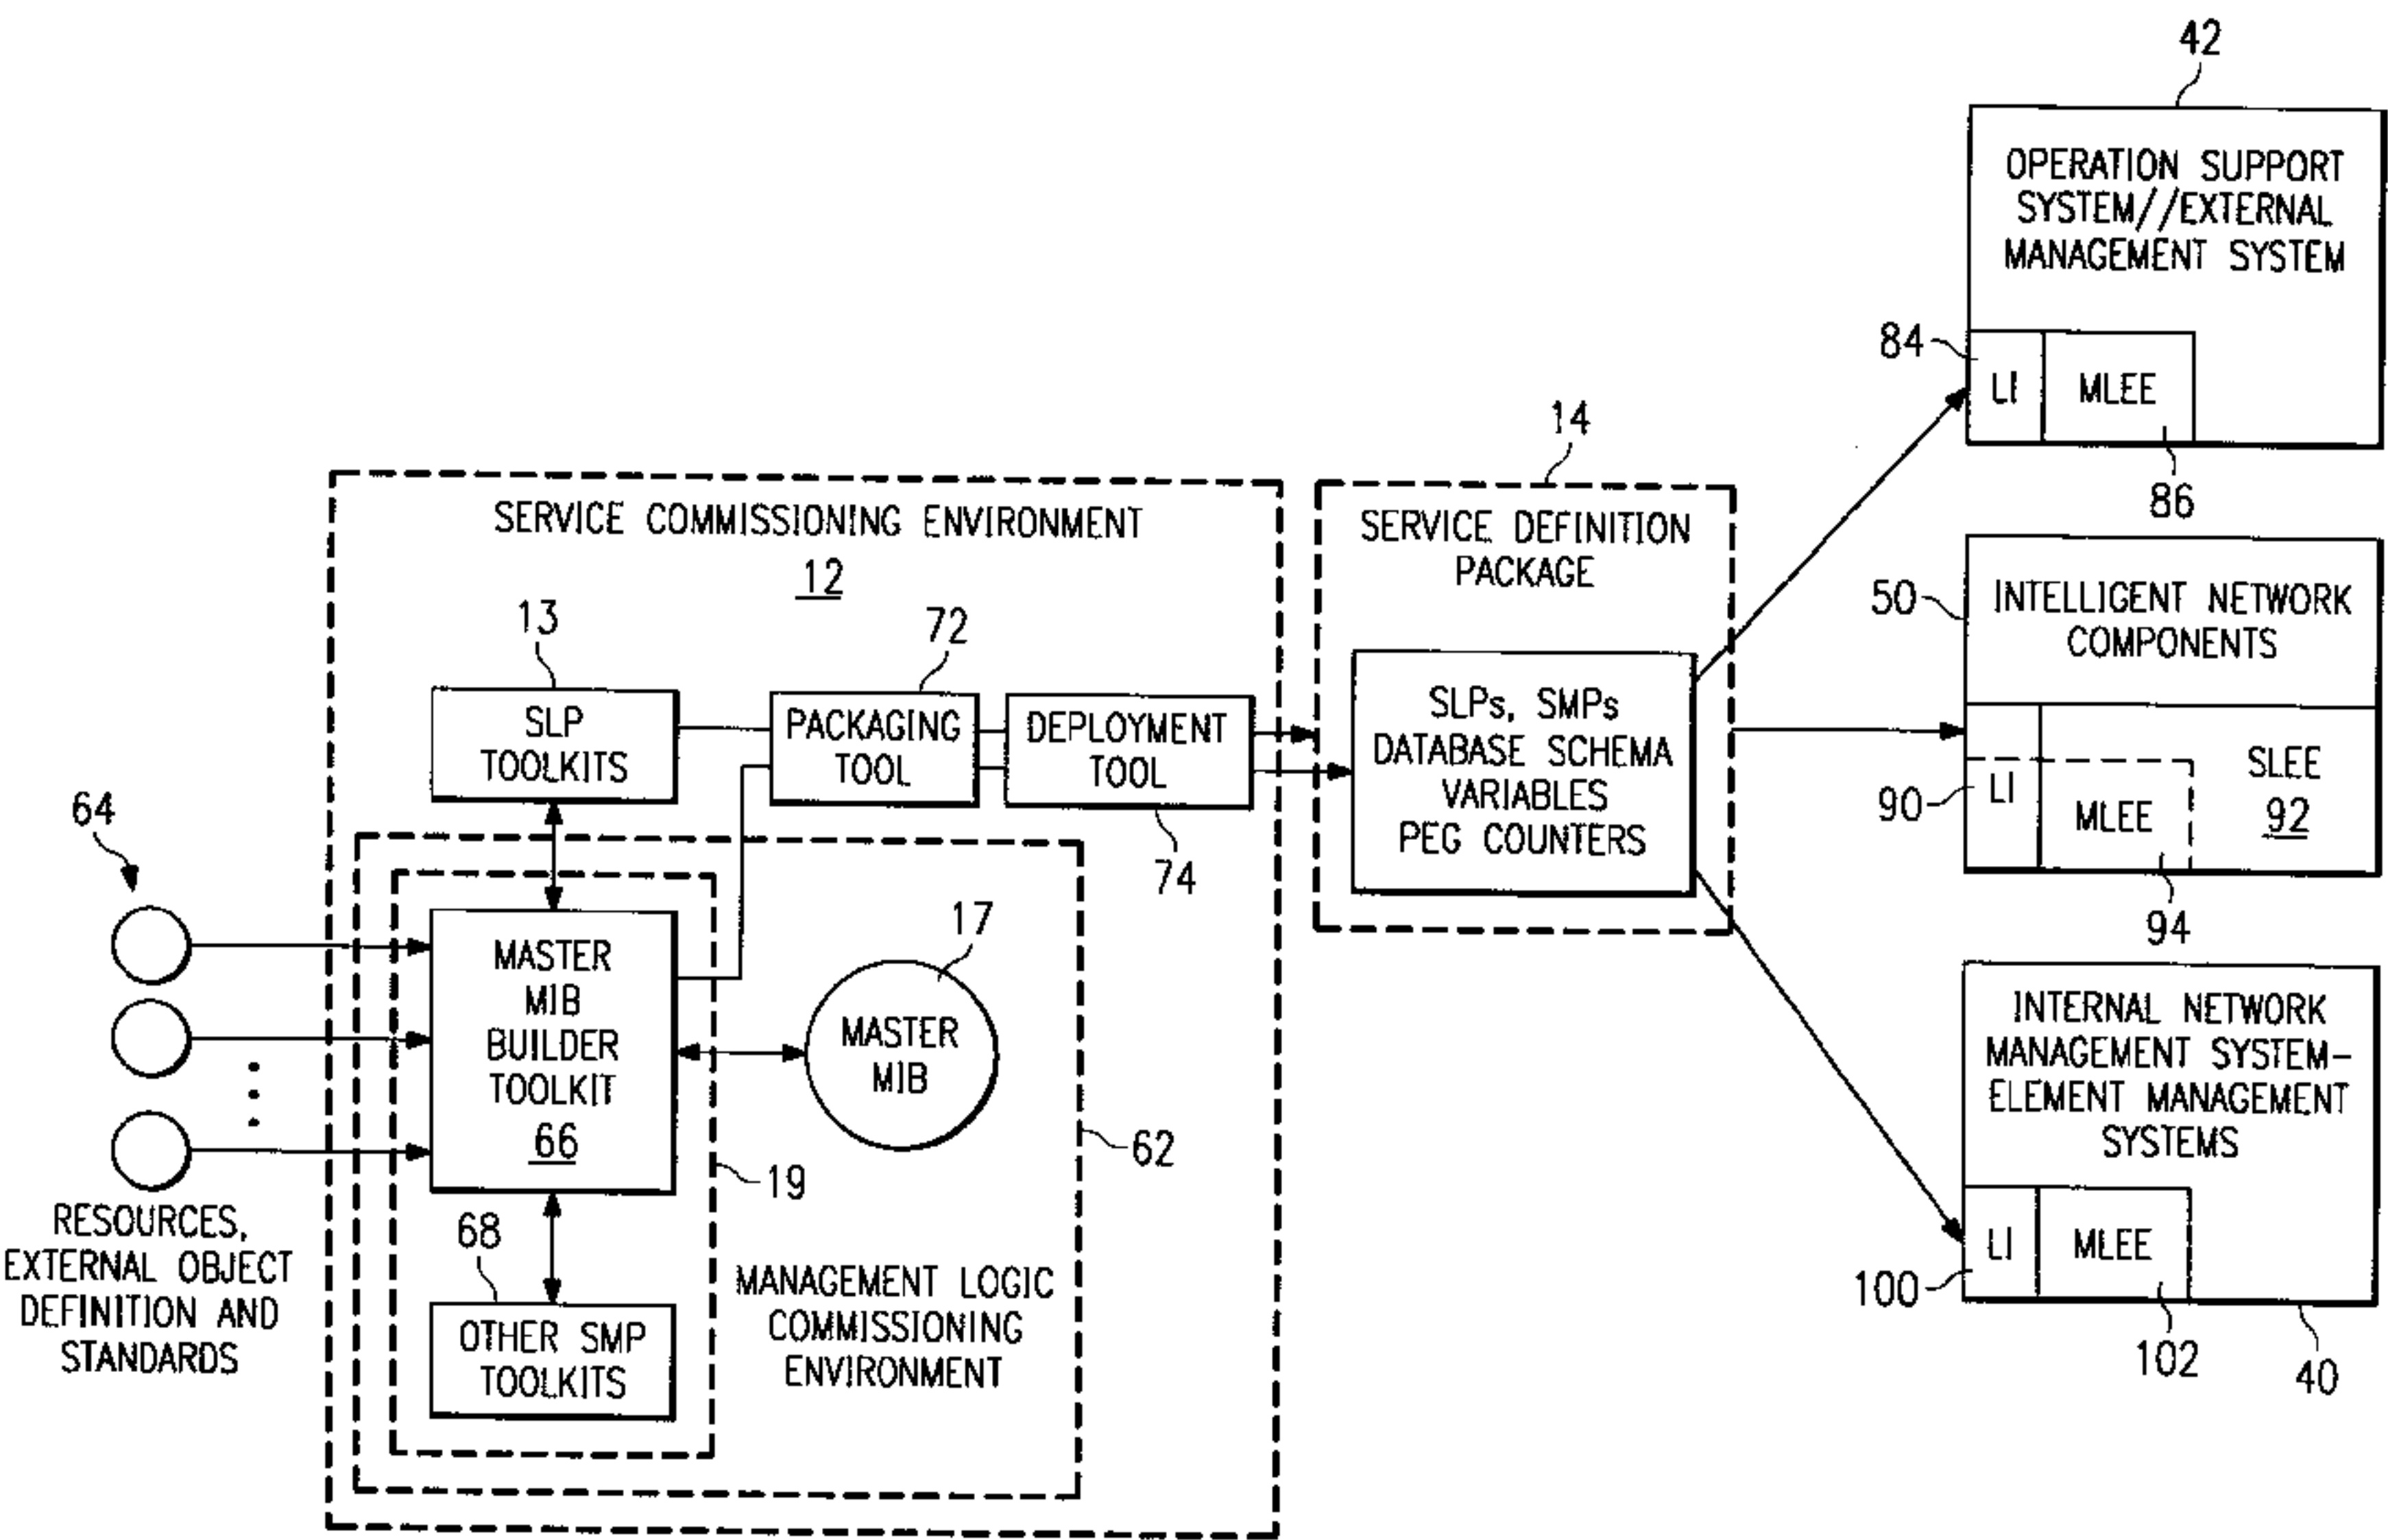 42
OPERATION SUPPORT
SYSTEM//EXTERNAL
MANAGEMENT SYSTEM
84
LI
MLEE
86
14
SERVICE COMMISSIONING ENVIRONMENT
12
SERVICE DEFINITION
PACKAGE
50
INTELLIGENT NETWORK
COMPONENTS
13
72
SLP
TOOLKITS
PACKAGING
TOOL
DEPLOYMENT
TOOL
74
SLPs, SMPs
DATABASE SCHEMA
VARIABLES
PEG COUNTERS
90
LI
MLEE
SLEE
92
94
64
MASTER
MIB
BUILDER
TOOLKIT
66
17
MASTER
MIB
62
19
INTERNAL NETWORK
MANAGEMENT SYSTEM-
ELEMENT MANAGEMENT
SYSTEMS
RESOURCES,
EXTERNAL OBJECT
DEFINITION AND
STANDARDS
68
OTHER SMP
TOOLKITS
MANAGEMENT LOGIC
COMMISSIONING
ENVIRONMENT
100
LI
MLEE
102
40